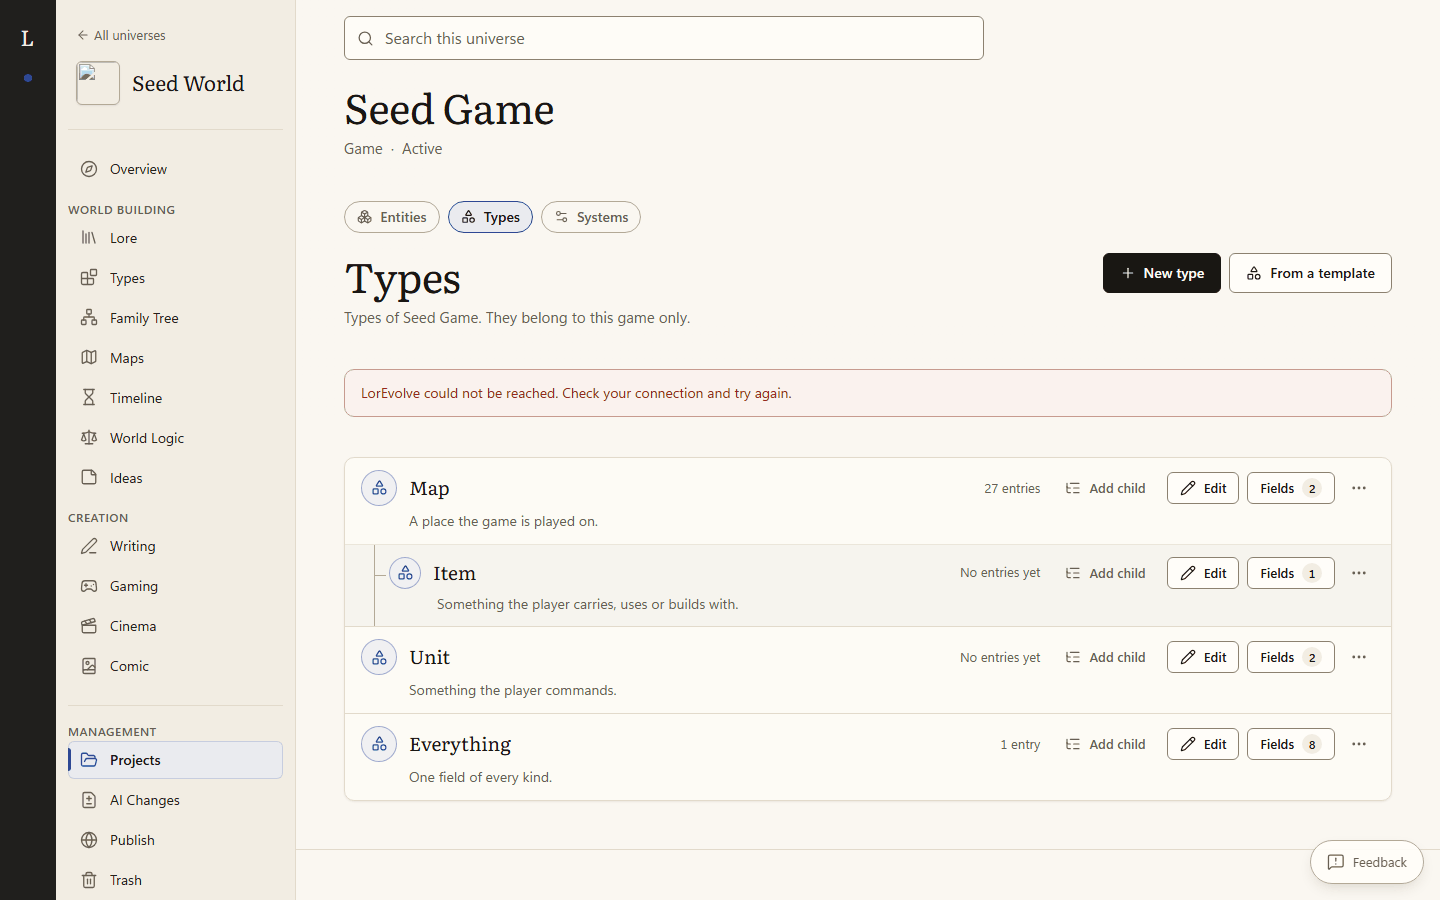 L
All universes
Seed World
Overview
WORLD BUILDING
Lore
Types
Family Tree
Maps
Timeline
World Logic
Ideas
CREATION
Writing
Gaming
Cinema
Comic
MANAGEMENT
Projects
AI Changes
Publish
Trash
Search this universe
Seed Game
Game · Active
Entities Types Systems
Types
New type From a template
Types of Seed Game. They belong to this game only.
LorEvolve could not be reached. Check your connection and try again.
Map 27 entries Add child Edit Fields 2
A place the game is played on.
Item No entries yet Add child Edit Fields 1
Something the player carries, uses or builds with.
Unit No entries yet Add child Edit Fields 2
Something the player commands.
Everything 1 entry Add child Edit Fields 8
One field of every kind.
Feedback